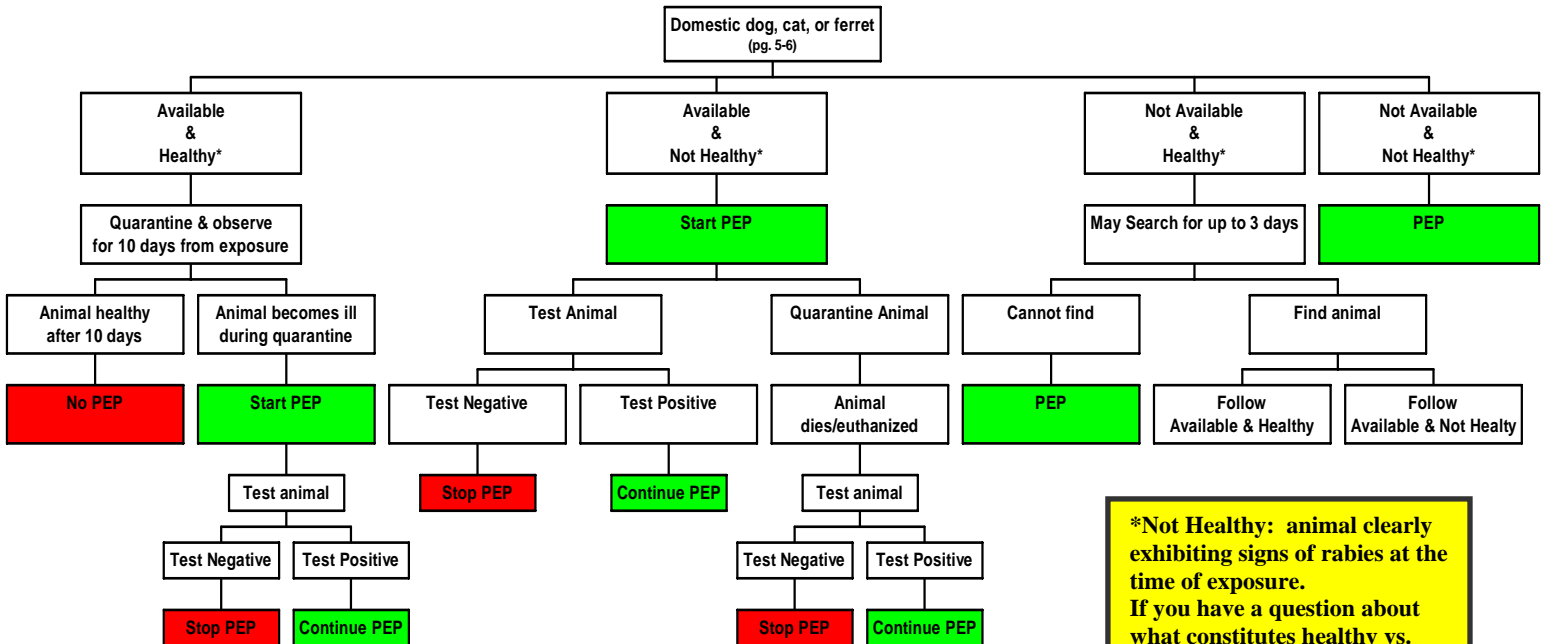 Domestic dog, cat, or ferret
(pg. 5-6)
Available
&
Healthy*
Available
&
Not Healthy*
Not Available
&
Healthy*
Not Available
&
Not Healthy*
Quarantine & observe
for 10 days from exposure
Start PEP
May Search for up to 3 days
PEP
Animal healthy
after 10 days
Animal becomes ill
during quarantine
Test Animal
Quarantine Animal
Cannot find
Find animal
No PEP
Start PEP
Test Negative
Test Positive
Animal
dies/euthanized
PEP
Follow
Available & Healthy
Follow
Available & Not Healty
Test animal
Stop PEP
Continue PEP
Test animal
Test Negative
Test Positive
Test Negative
Test Positive
Stop PEP
Continue PEP
Stop PEP
Continue PEP
*Not Healthy: animal clearly
exhibiting signs of rabies at the
time of exposure.
If you have a question about
what constitutes healthy vs.